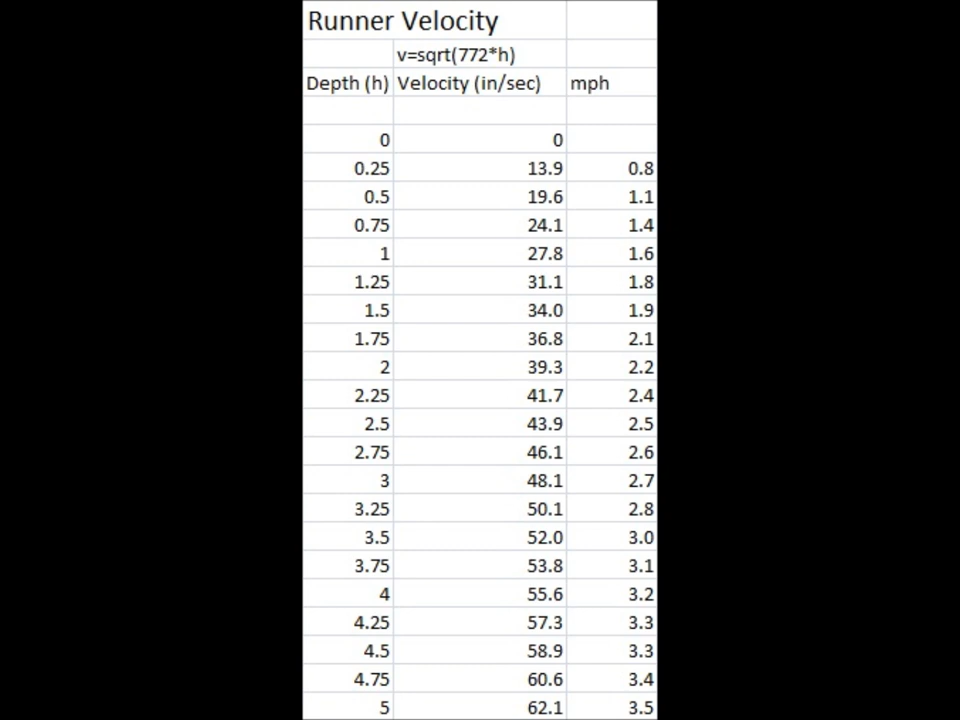 Runner Velocity
v=sqrt(772*h)
Depth (h) Velocity (in/sec) mph
0 0
0.25 13.9 0.8
0.5 19.6 1.1
0.75 24.1 1.4
1 27.8 1.6
1.25 31.1 1.8
1.5 34.0 1.9
1.75 36.8 2.1
2 39.3 2.2
2.25 41.7 2.4
2.5 43.9 2.5
2.75 46.1 2.6
3 48.1 2.7
3.25 50.1 2.8
3.5 52.0 3.0
3.75 53.8 3.1
4 55.6 3.2
4.25 57.3 3.3
4.5 58.9 3.3
4.75 60.6 3.4
5 62.1 3.5